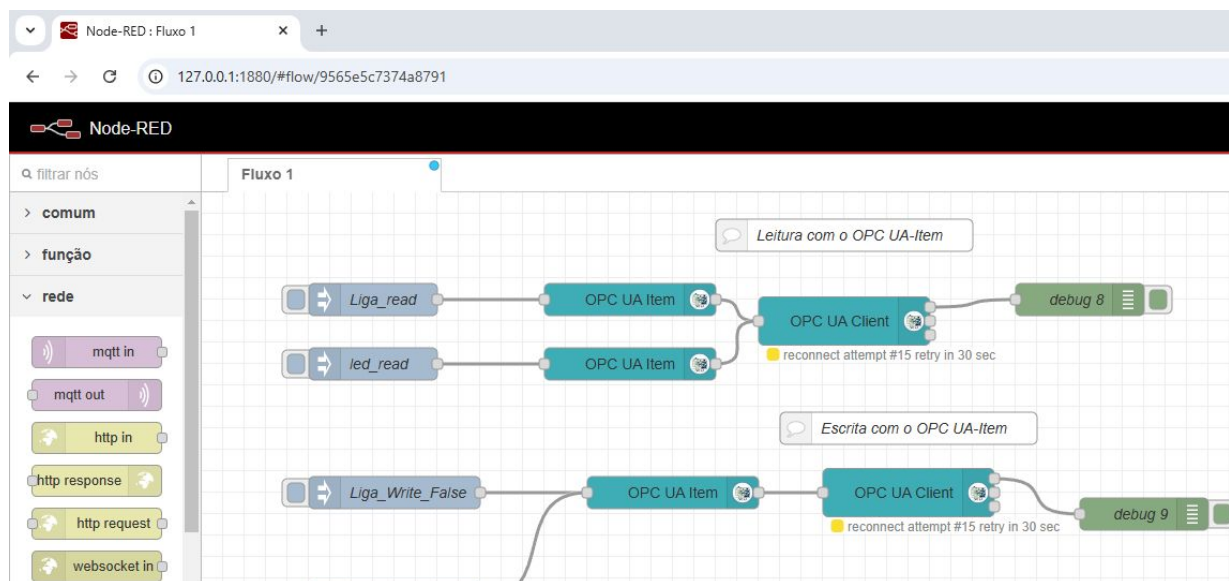 Node-RED : Fluxo 1
127.0.0.1:1880/#flow/9565e5c7374a8791
Node-RED
filtrar nós
Fluxo 1
comum
Leitura com o OPC UA-Item
função
rede
Liga_read
OPC UA Item
debug 8
OPC UA Client
mqtt in
reconnect attempt #15 retry in 30 sec
led_read
OPC UA Item
mqtt out
Escrita com o OPC UA-Item
http in
http response
Liga_Write_False
OPC UA Item
OPC UA Client
http request
debug 9
reconnect attempt #15 retry in 30 sec
websocket in